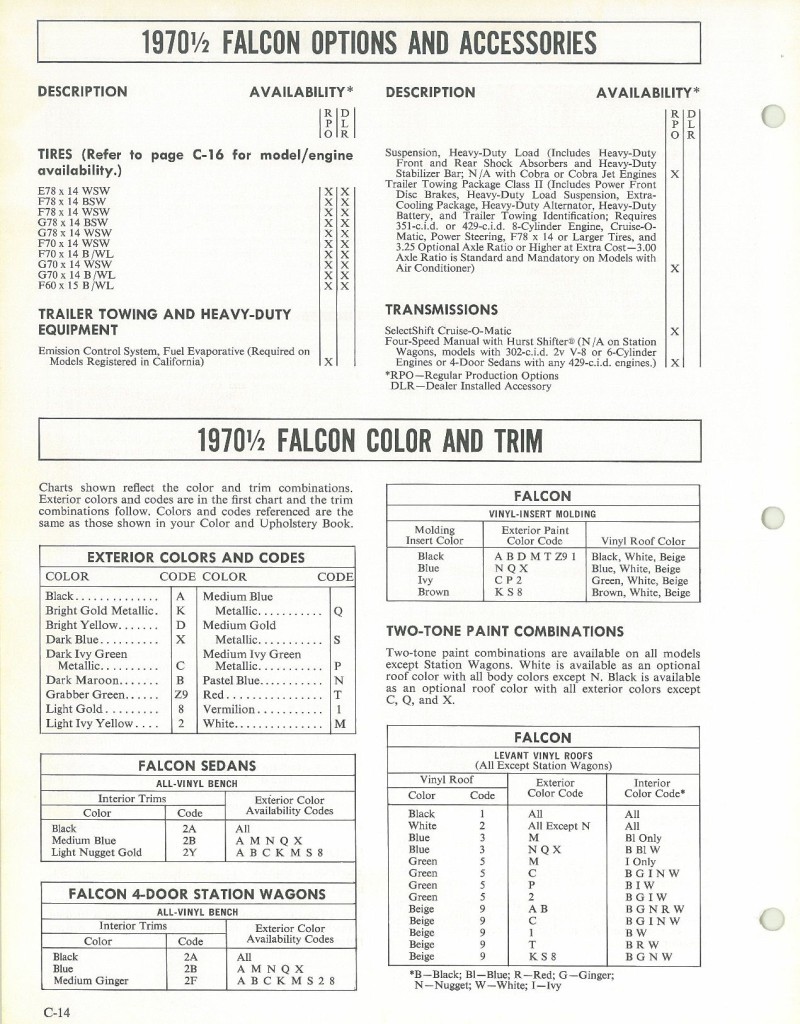 1970½ FALCON OPTIONS AND ACCESSORIES
DESCRIPTION AVAILABILITY*
R D
P L
O R
TIRES (Refer to page C-16 for model/engine
availability.)
E78 x 14 WSW X X
F78 x 14 BSW X X
F78 x 14 WSW X X
G78 x 14 BSW X X
G78 x 14 WSW X X
F70 x 14 WSW X X
F70 x 14 B/WL X X
G70 x 14 WSW X X
G70 x 14 B/WL X X
F60 x 15 B/WL X X
TRAILER TOWING AND HEAVY-DUTY
EQUIPMENT
Emission Control System, Fuel Evaporative (Required on
Models Registered in California) X
DESCRIPTION AVAILABILITY*
R D
P L
O R
Suspension, Heavy-Duty Load (Includes Heavy-Duty
Front and Rear Shock Absorbers and Heavy-Duty
Stabilizer Bar; N/A with Cobra or Cobra Jet Engines X
Trailer Towing Package Class II (Includes Power Front
Disc Brakes, Heavy-Duty Load Suspension, Extra-
Cooling Package, Heavy-Duty Alternator, Heavy-Duty
Battery, and Trailer Towing Identification; Requires
351-c.i.d. or 429-c.i.d. 8-Cylinder Engine, Cruise-O-
Matic, Power Steering, F78 x 14 or Larger Tires, and
3.25 Optional Axle Ratio or Higher at Extra Cost—3.00
Axle Ratio is Standard and Mandatory on Models with
Air Conditioner) X
TRANSMISSIONS
SelectShift Cruise-O-Matic X
Four-Speed Manual with Hurst Shifter® (N/A on Station
Wagons, models with 302-c.i.d. 2v V-8 or 6-Cylinder
Engines or 4-Door Sedans with any 429-c.i.d. engines.) X
*RPO—Regular Production Options
DLR—Dealer Installed Accessory
1970½ FALCON COLOR AND TRIM
Charts shown reflect the color and trim combinations.
Exterior colors and codes are in the first chart and the trim
combinations follow. Colors and codes referenced are the
same as those shown in your Color and Upholstery Book.
EXTERIOR COLORS AND CODES
COLOR CODE COLOR CODE
Black.............. A Medium Blue
Bright Gold Metallic. K Metallic........... Q
Bright Yellow....... D Medium Gold
Dark Blue.......... X Metallic........... S
Dark Ivy Green Medium Ivy Green
Metallic.......... C Metallic........... P
Dark Maroon....... B Pastel Blue........... N
Grabber Green...... Z9 Red................ T
Light Gold......... 8 Vermilion........... 1
Light Ivy Yellow.... 2 White............... M
FALCON SEDANS
ALL-VINYL BENCH
Interior Trims Exterior Color
Color Code Availability Codes
Black 2A All
Medium Blue 2B A M N Q X
Light Nugget Gold 2Y A B C K M S 8
FALCON 4-DOOR STATION WAGONS
ALL-VINYL BENCH
Interior Trims Exterior Color
Color Code Availability Codes
Black 2A All
Blue 2B A M N Q X
Medium Ginger 2F A B C K M S 2 8
C-14
FALCON
VINYL-INSERT MOLDING
Molding Exterior Paint
Insert Color Color Code Vinyl Roof Color
Black A B D M T Z9 1 Black, White, Beige
Blue N Q X Blue, White, Beige
Ivy C P 2 Green, White, Beige
Brown K S 8 Brown, White, Beige
TWO-TONE PAINT COMBINATIONS
Two-tone paint combinations are available on all models
except Station Wagons. White is available as an optional
roof color with all body colors except N. Black is available
as an optional roof color with all exterior colors except
C, Q, and X.
FALCON
LEVANT VINYL ROOFS
(All Except Station Wagons)
Vinyl Roof Exterior Interior
Color Code Color Code Color Code*
Black 1 All All
White 2 All Except N All
Blue 3 M Bl Only
Blue 3 N Q X B Bl W
Green 5 M I Only
Green 5 C B G I N W
Green 5 P B I W
Green 5 2 B G I W
Beige 9 A B B G N R W
Beige 9 C B G I N W
Beige 9 1 B W
Beige 9 T B R W
Beige 9 K S 8 B G N W
*B—Black; Bl—Blue; R—Red; G—Ginger;
N—Nugget; W—White; I—Ivy